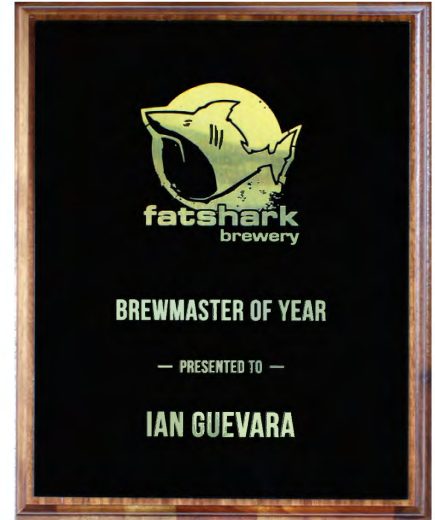 fatshark
brewery
BREWMASTER OF YEAR
— PRESENTED TO —
IAN GUEVARA